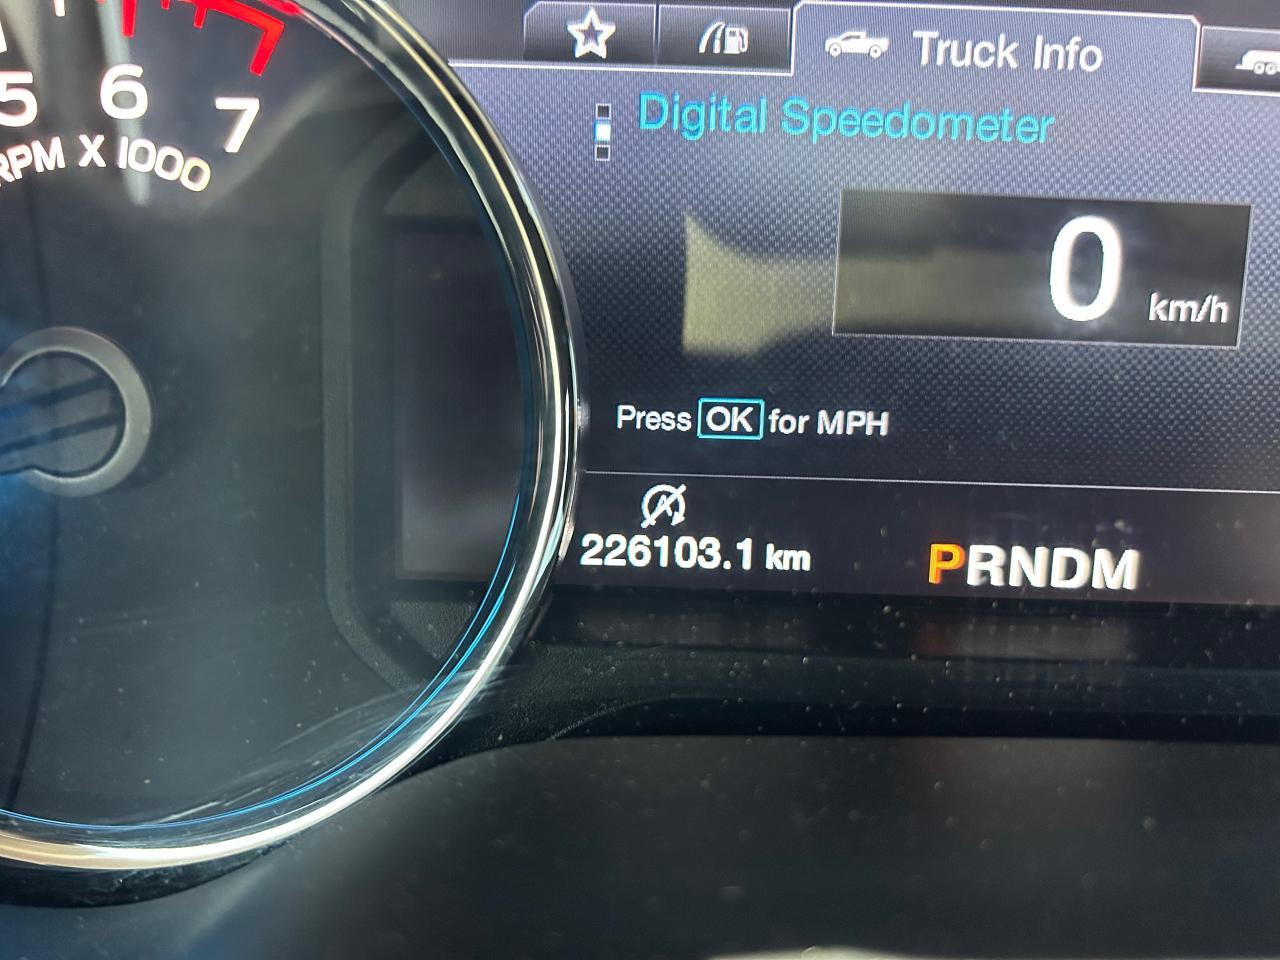 Truck Info
Digital Speedometer
5 6 7
RPM X 1000
0 km/h
Press OK for MPH
226103.1 km
PRNDM